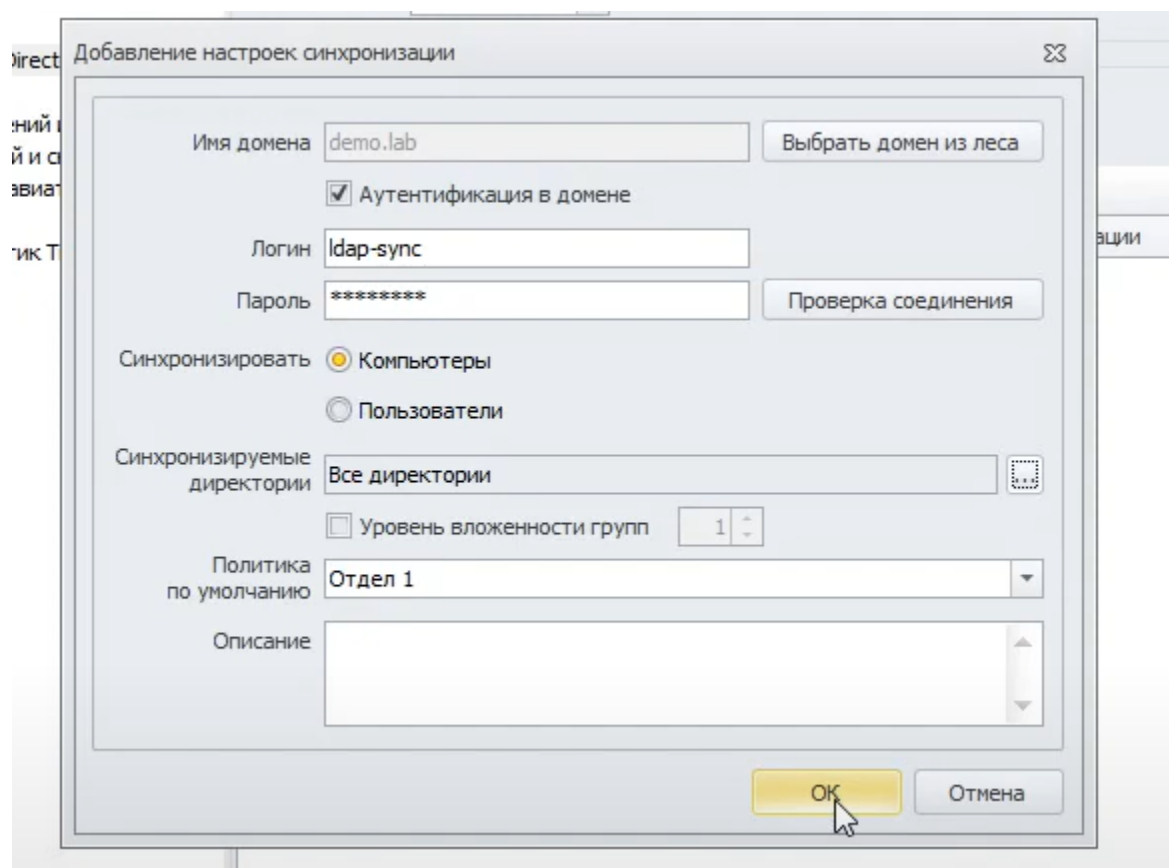 Добавление настроек синхронизации
Имя домена demo.lab Выбрать домен из леса
Аутентификация в домене
Логин ldap-sync
Пароль ******** Проверка соединения
Синхронизировать Компьютеры
Пользователи
Синхронизируемые
директории Все директории ...
Уровень вложенности групп 1
Политика
по умолчанию Отдел 1
Описание
ОК Отмена